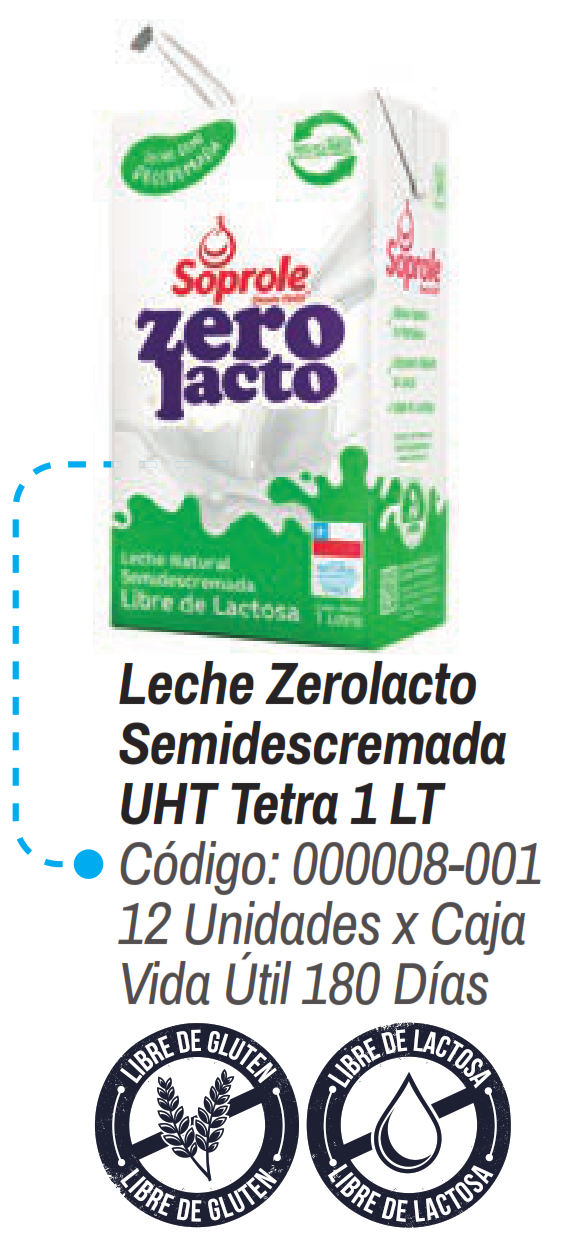 Soprole
zero
lacto
Soprole
Leche Natural
Semidescremada
Libre de Lactosa
1 Litro
Leche Zerolacto
Semidescremada
UHT Tetra 1 LT
Código: 000008-001
12 Unidades x Caja
Vida Útil 180 Días
LIBRE DE GLUTEN
LIBRE DE GLUTEN
LIBRE DE LACTOSA
LIBRE DE LACTOSA